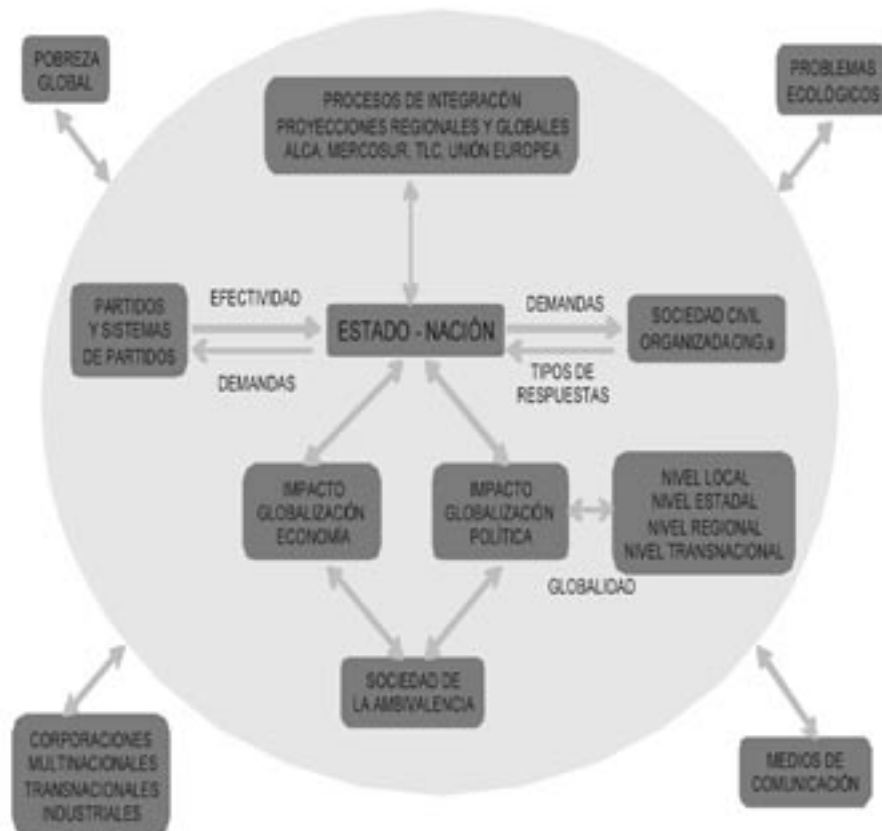 POBREZA
GLOBAL
PROBLEMAS
ECOLÓGICOS
PROCESOS DE INTEGRACIÓN
PROYECCIONES REGIONALES Y GLOBALES
ALCA, MERCOSUR, TLC, UNIÓN EUROPEA
PARTIDOS
Y SISTEMAS
DE PARTIDOS
EFECTIVIDAD
DEMANDAS
ESTADO - NACIÓN
DEMANDAS
TIPOS DE
RESPUESTAS
SOCIEDAD CIVIL
ORGANIZADA ONG,s
IMPACTO
GLOBALIZACIÓN
ECONOMÍA
IMPACTO
GLOBALIZACIÓN
POLÍTICA
NIVEL LOCAL
NIVEL ESTADAL
NIVEL REGIONAL
NIVEL TRANSNACIONAL
GLOBALIDAD
SOCIEDAD DE
LA AMBIVALENCIA
CORPORACIONES
MULTINACIONALES
TRANSNACIONALES
INDUSTRIALES
MEDIOS DE
COMUNICACIÓN